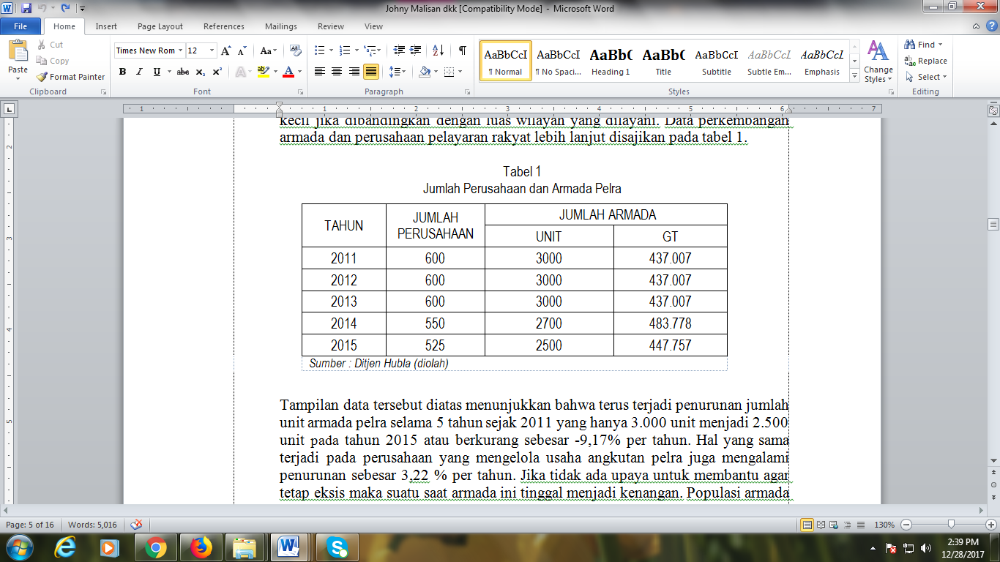 Johny Malisan dkk [Compatibility Mode] - Microsoft Word
File Home Insert Page Layout References Mailings Review View
Paste
Cut
Copy
Format Painter
Clipboard
Times New Rom 12
Font
Paragraph
AaBbCcI AaBbCcI AaBbC AaBbC AaBbCcI AaBbCcI AaBbCcI
¶ Normal ¶ No Spaci... Heading 1 Title Subtitle Subtle Em... Emphasis
Change Styles
Styles
Find
Replace
Select
Editing
1 1 2 3 4 5 6 7
kecil jika dibandingkan dengan luas wilayah yang dilayani. Data perkembangan
armada dan perusahaan pelayaran rakyat lebih lanjut disajikan pada tabel 1.
Tabel 1
Jumlah Perusahaan dan Armada Pelra
TAHUN JUMLAH PERUSAHAAN JUMLAH ARMADA
UNIT GT
2011 600 3000 437.007
2012 600 3000 437.007
2013 600 3000 437.007
2014 550 2700 483.778
2015 525 2500 447.757
Sumber : Ditjen Hubla (diolah)
Tampilan data tersebut diatas menunjukkan bahwa terus terjadi penurunan jumlah
unit armada pelra selama 5 tahun sejak 2011 yang hanya 3.000 unit menjadi 2.500
unit pada tahun 2015 atau berkurang sebesar -9,17% per tahun. Hal yang sama
terjadi pada perusahaan yang mengelola usaha angkutan pelra juga mengalami
penurunan sebesar 3,22 % per tahun. Jika tidak ada upaya untuk membantu agar
tetap eksis maka suatu saat armada ini tinggal menjadi kenangan. Populasi armada
Page: 5 of 16 Words: 5,016 130%
2:39 PM
12/28/2017